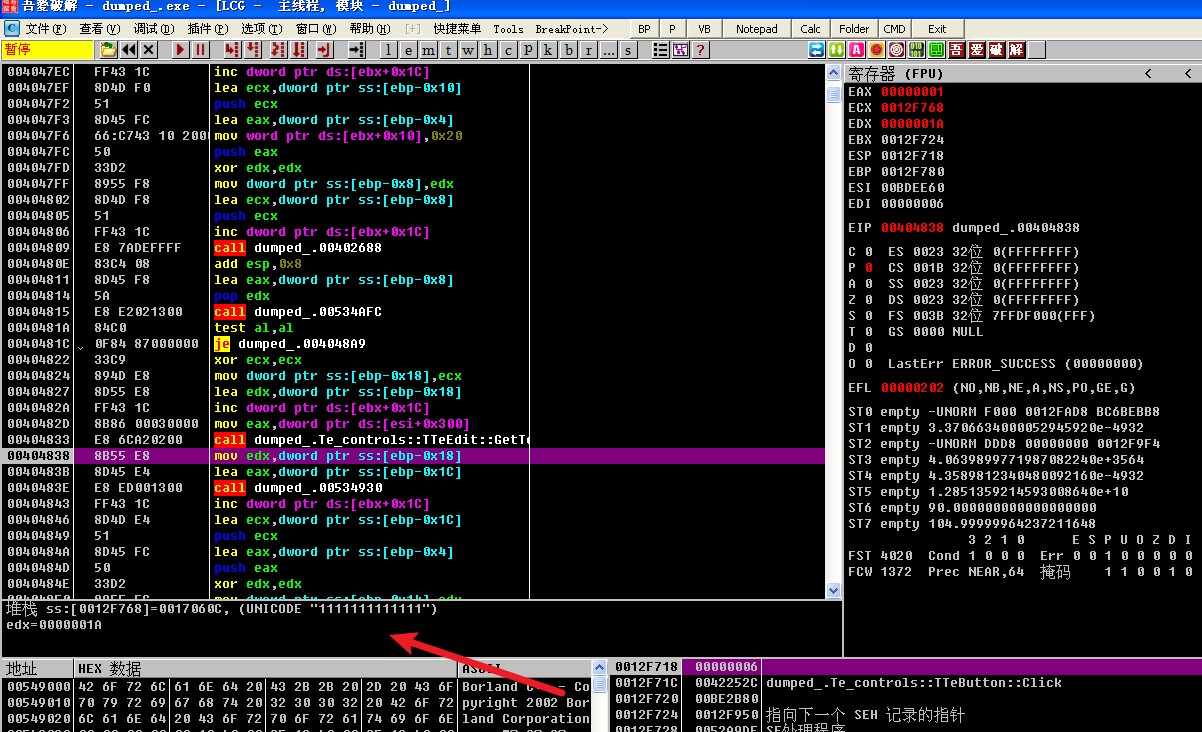 吾爱破解 - dumped_.exe - [LCG - 主线程, 模块 - dumped_]
文件(F) 查看(V) 调试(D) 插件(P) 选项(T) 窗口(W) 帮助(H) [+] 快捷菜单 Tools BreakPoint-> BP P VB Notepad Calc Folder CMD Exit
暂停 l e m t w h c p k b r ... s ? 吾 爱 破 解
004047EC FF43 1C inc dword ptr ds:[ebx+0x1C]
004047EF 8D4D F0 lea ecx,dword ptr ss:[ebp-0x10]
004047F2 51 push ecx
004047F3 8D45 FC lea eax,dword ptr ss:[ebp-0x4]
004047F6 66:C743 10 200 mov word ptr ds:[ebx+0x10],0x20
004047FC 50 push eax
004047FD 33D2 xor edx,edx
004047FF 8955 F8 mov dword ptr ss:[ebp-0x8],edx
00404802 8D4D F8 lea ecx,dword ptr ss:[ebp-0x8]
00404805 51 push ecx
00404806 FF43 1C inc dword ptr ds:[ebx+0x1C]
00404809 E8 7ADEFFFF call dumped_.00402688
0040480E 83C4 08 add esp,0x8
00404811 8D45 F8 lea eax,dword ptr ss:[ebp-0x8]
00404814 5A pop edx
00404815 E8 E2021300 call dumped_.00534AFC
0040481A 84C0 test al,al
0040481C 0F84 87000000 je dumped_.004048A9
00404822 33C9 xor ecx,ecx
00404824 894D E8 mov dword ptr ss:[ebp-0x18],ecx
00404827 8D55 E8 lea edx,dword ptr ss:[ebp-0x18]
0040482A FF43 1C inc dword ptr ds:[ebx+0x1C]
0040482D 8B86 00030000 mov eax,dword ptr ds:[esi+0x300]
00404833 E8 6CA20200 call dumped_.Te_controls::TTeEdit::GetTe
00404838 8B55 E8 mov edx,dword ptr ss:[ebp-0x18]
0040483B 8D45 E4 lea eax,dword ptr ss:[ebp-0x1C]
0040483E E8 ED001300 call dumped_.00534930
00404843 FF43 1C inc dword ptr ds:[ebx+0x1C]
00404846 8D4D E4 lea ecx,dword ptr ss:[ebp-0x1C]
00404849 51 push ecx
0040484A 8D45 FC lea eax,dword ptr ss:[ebp-0x4]
0040484D 50 push eax
0040484E 33D2 xor edx,edx
堆栈 ss:[0012F768]=0017060C, (UNICODE "1111111111111")
edx=0000001A
寄存器 (FPU) < <
EAX 00000001
ECX 0012F768
EDX 0000001A
EBX 0012F724
ESP 0012F718
EBP 0012F780
ESI 00BDEE60
EDI 00000006
EIP 00404838 dumped_.00404838
C 0 ES 0023 32位 0(FFFFFFFF)
P 0 CS 001B 32位 0(FFFFFFFF)
A 0 SS 0023 32位 0(FFFFFFFF)
Z 0 DS 0023 32位 0(FFFFFFFF)
S 0 FS 003B 32位 7FFDF000(FFF)
T 0 GS 0000 NULL
D 0
O 0 LastErr ERROR_SUCCESS (00000000)
EFL 00000202 (NO,NB,NE,A,NS,PO,GE,G)
ST0 empty -UNORM F000 0012FAD8 BC6BEBB8
ST1 empty 3.3706634000052945920e-4932
ST2 empty -UNORM DDD8 00000000 0012F9F4
ST3 empty 4.0639899771987082240e+3564
ST4 empty 4.3589812340480092160e-4932
ST5 empty 1.2851359214593008640e+10
ST6 empty 90.000000000000000000
ST7 empty 104.99999964237211648
3 2 1 0 E S P U O Z D I
FST 4020 Cond 1 0 0 0 Err 0 0 1 0 0 0 0 0
FCW 1372 Prec NEAR,64 掩码 1 1 0 0 1 0
地址 HEX 数据 ASCII
00549000 42 6F 72 6C 61 6E 64 20 43 2B 2B 20 2D 20 43 6F Borland C++ - Co
00549010 70 79 72 69 67 68 74 20 32 30 30 32 20 42 6F 72 pyright 2002 Bor
00549020 6C 61 6E 64 20 43 6F 72 70 6F 72 61 74 69 6F 6E land Corporation
0012F718 00000006
0012F71C 0042252C dumped_.Te_controls::TTeButton::Click
0012F720 00BE2B80
0012F724 0012F950 指向下一个 SEH 记录的指针
0012F728 0052A9DF SE处理程序